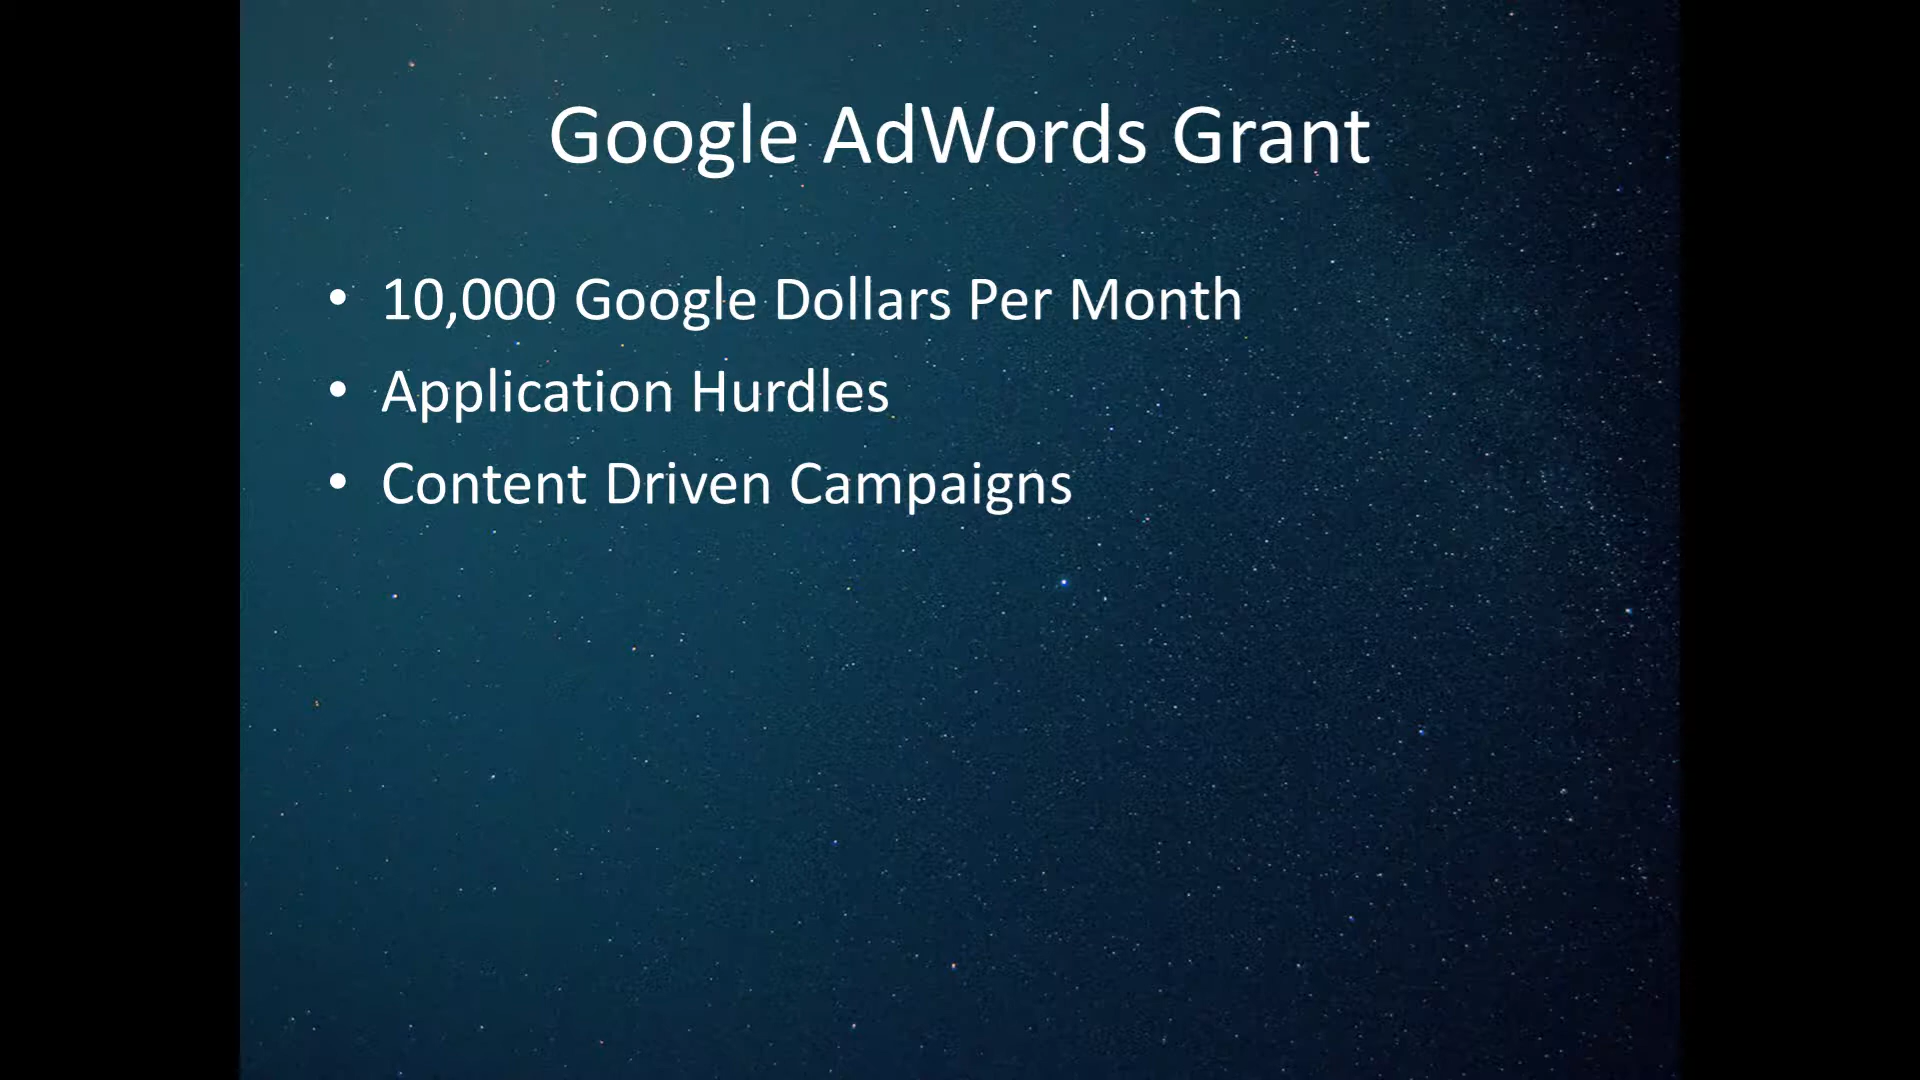 Google AdWords Grant
• 10,000 Google Dollars Per Month
• Application Hurdles
• Content Driven Campaigns